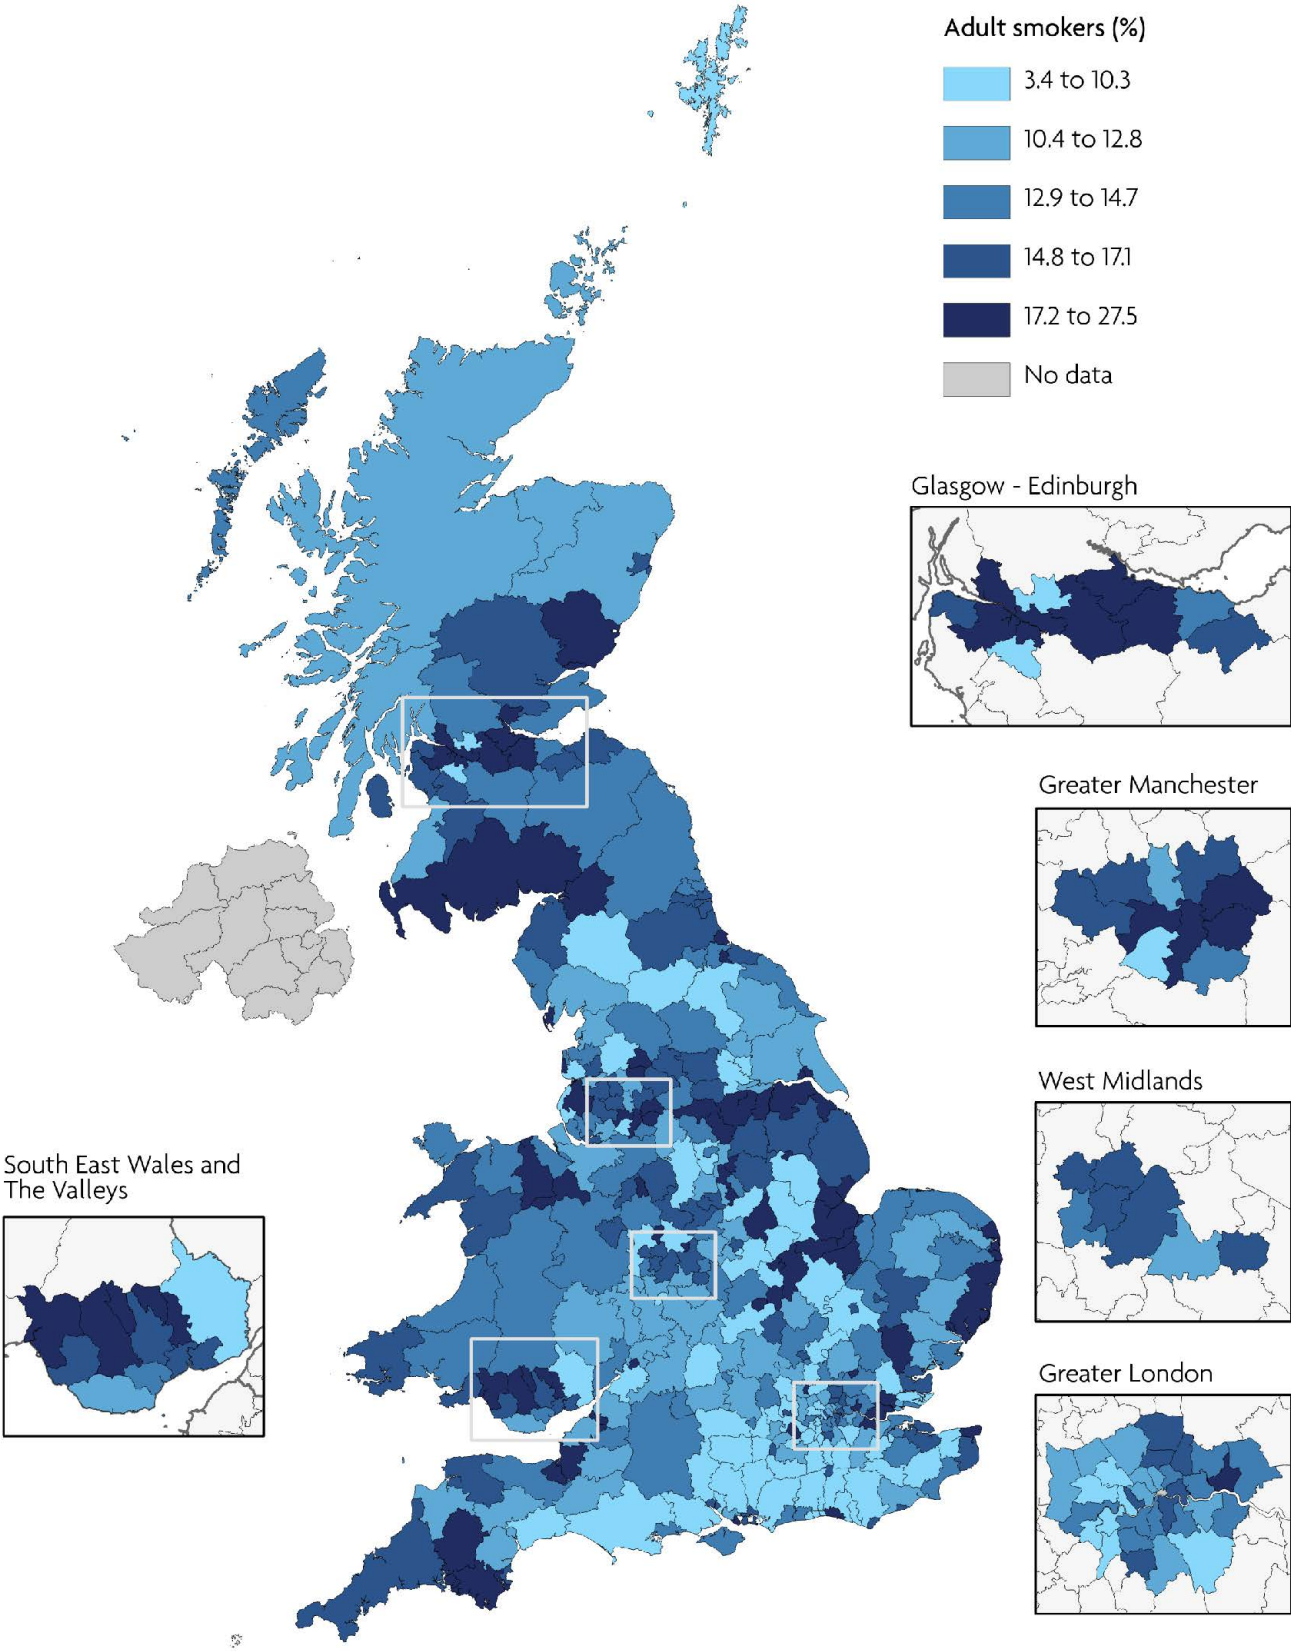 Adult smokers (%)
3.4 to 10.3
10.4 to 12.8
12.9 to 14.7
14.8 to 17.1
17.2 to 27.5
No data
Glasgow - Edinburgh
Greater Manchester
West Midlands
South East Wales and
The Valleys
Greater London